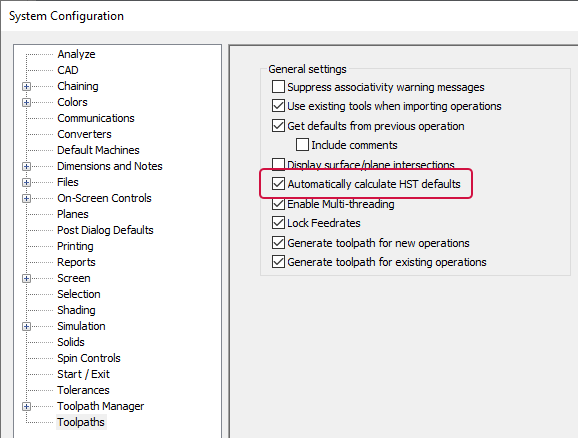 System Configuration
Analyze
CAD
Chaining
Colors
Communications
Converters
Default Machines
Dimensions and Notes
Files
On-Screen Controls
Planes
Post Dialog Defaults
Printing
Reports
Screen
Selection
Shading
Simulation
Solids
Spin Controls
Start / Exit
Tolerances
Toolpath Manager
Toolpaths
General settings
Suppress associativity warning messages
Use existing tools when importing operations
Get defaults from previous operation
Include comments
Display surface/plane intersections
Automatically calculate HST defaults
Enable Multi-threading
Lock Feedrates
Generate toolpath for new operations
Generate toolpath for existing operations